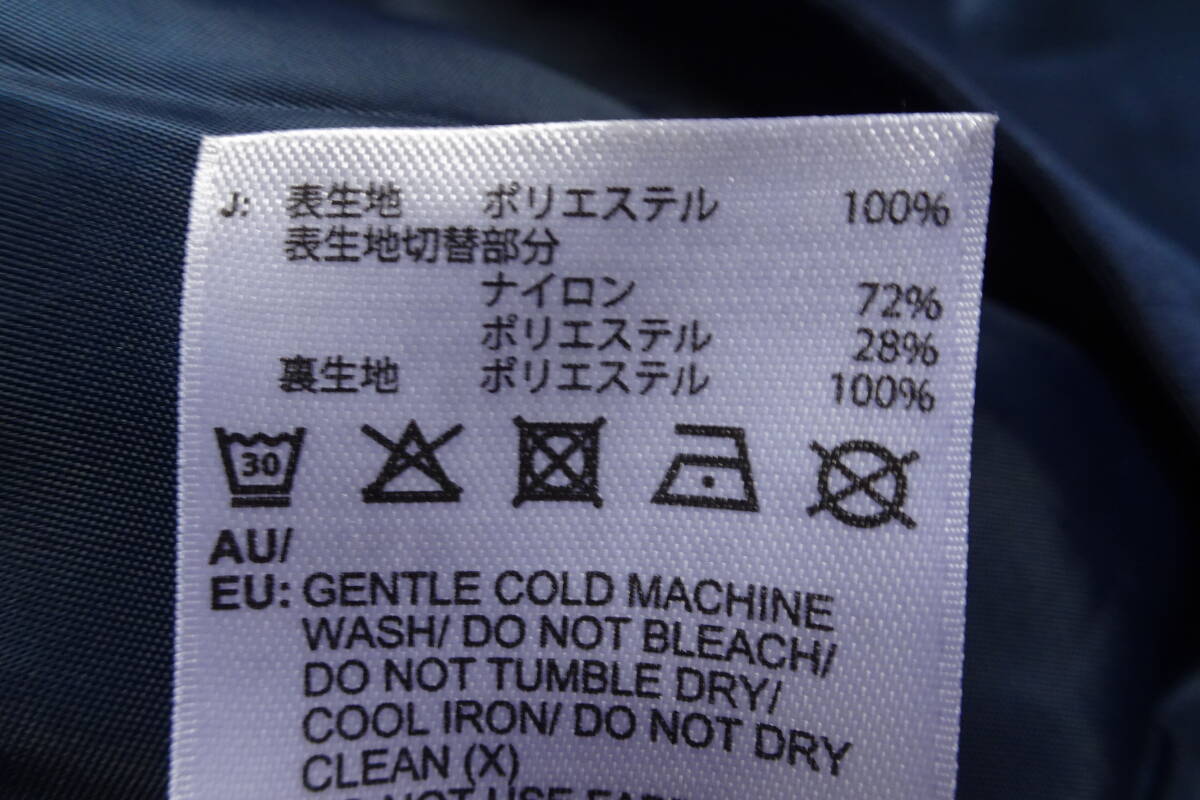 J: 表生地 ポリエステル 100%
表生地切替部分
ナイロン 72%
ポリエステル 28%
裏生地 ポリエステル 100%
30
AU/
EU: GENTLE COLD MACHINE
WASH/ DO NOT BLEACH/
DO NOT TUMBLE DRY/
COOL IRON/ DO NOT DRY
CLEAN (X)